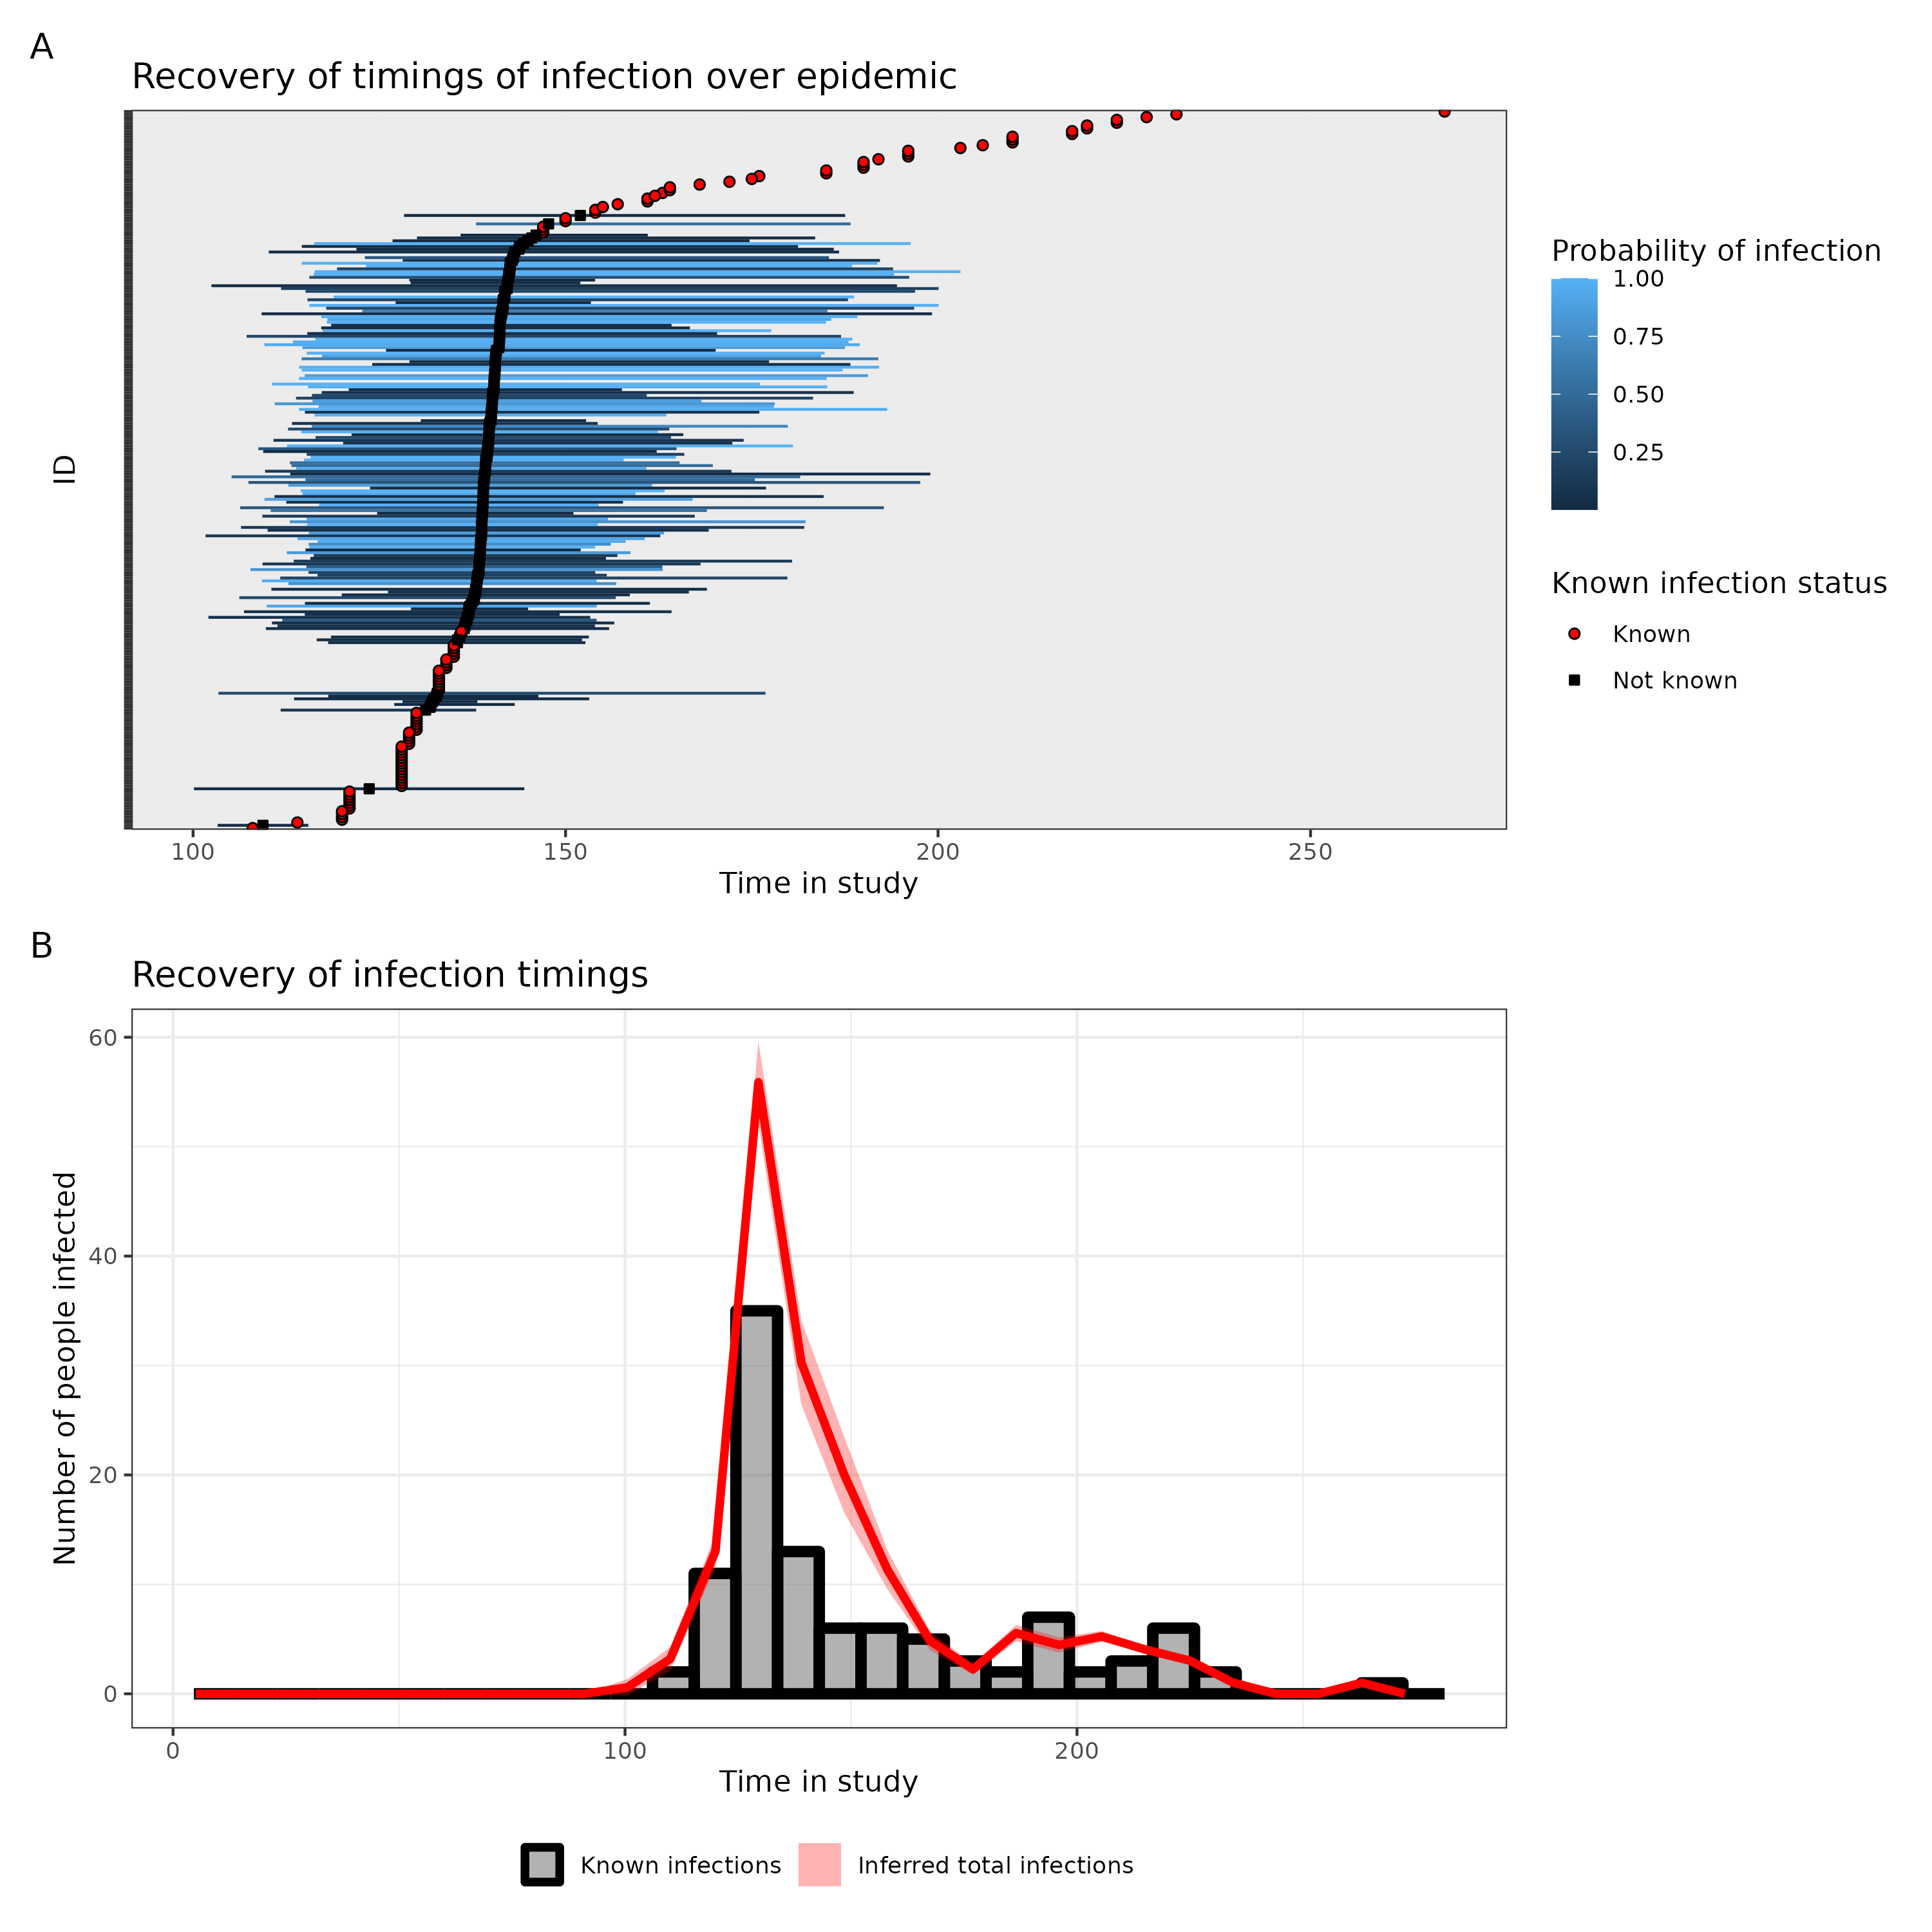 A
Recovery of timings of infection over epidemic
ID
100 150 200 250
Time in study
Probability of infection
1.00
0.75
0.50
0.25
Known infection status
Known
Not known
B
Recovery of infection timings
Number of people infected
60
40
20
0
0 100 200
Time in study
Known infections Inferred total infections